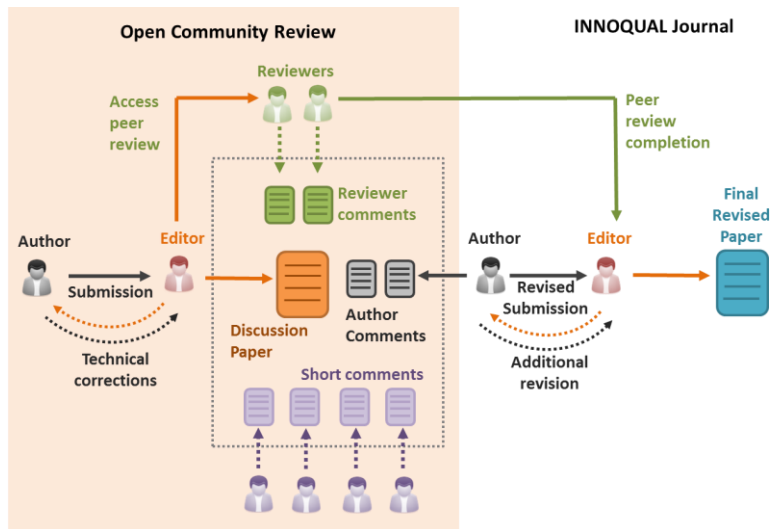 Open Community Review
INNOQUAL Journal
Reviewers
Access
peer
review
Peer
review
completion
Reviewer
comments
Final
Revised
Paper
Author
Editor
Author
Editor
Submission
Revised
Submission
Author
Comments
Discussion
Paper
Technical
corrections
Additional
revision
Short comments